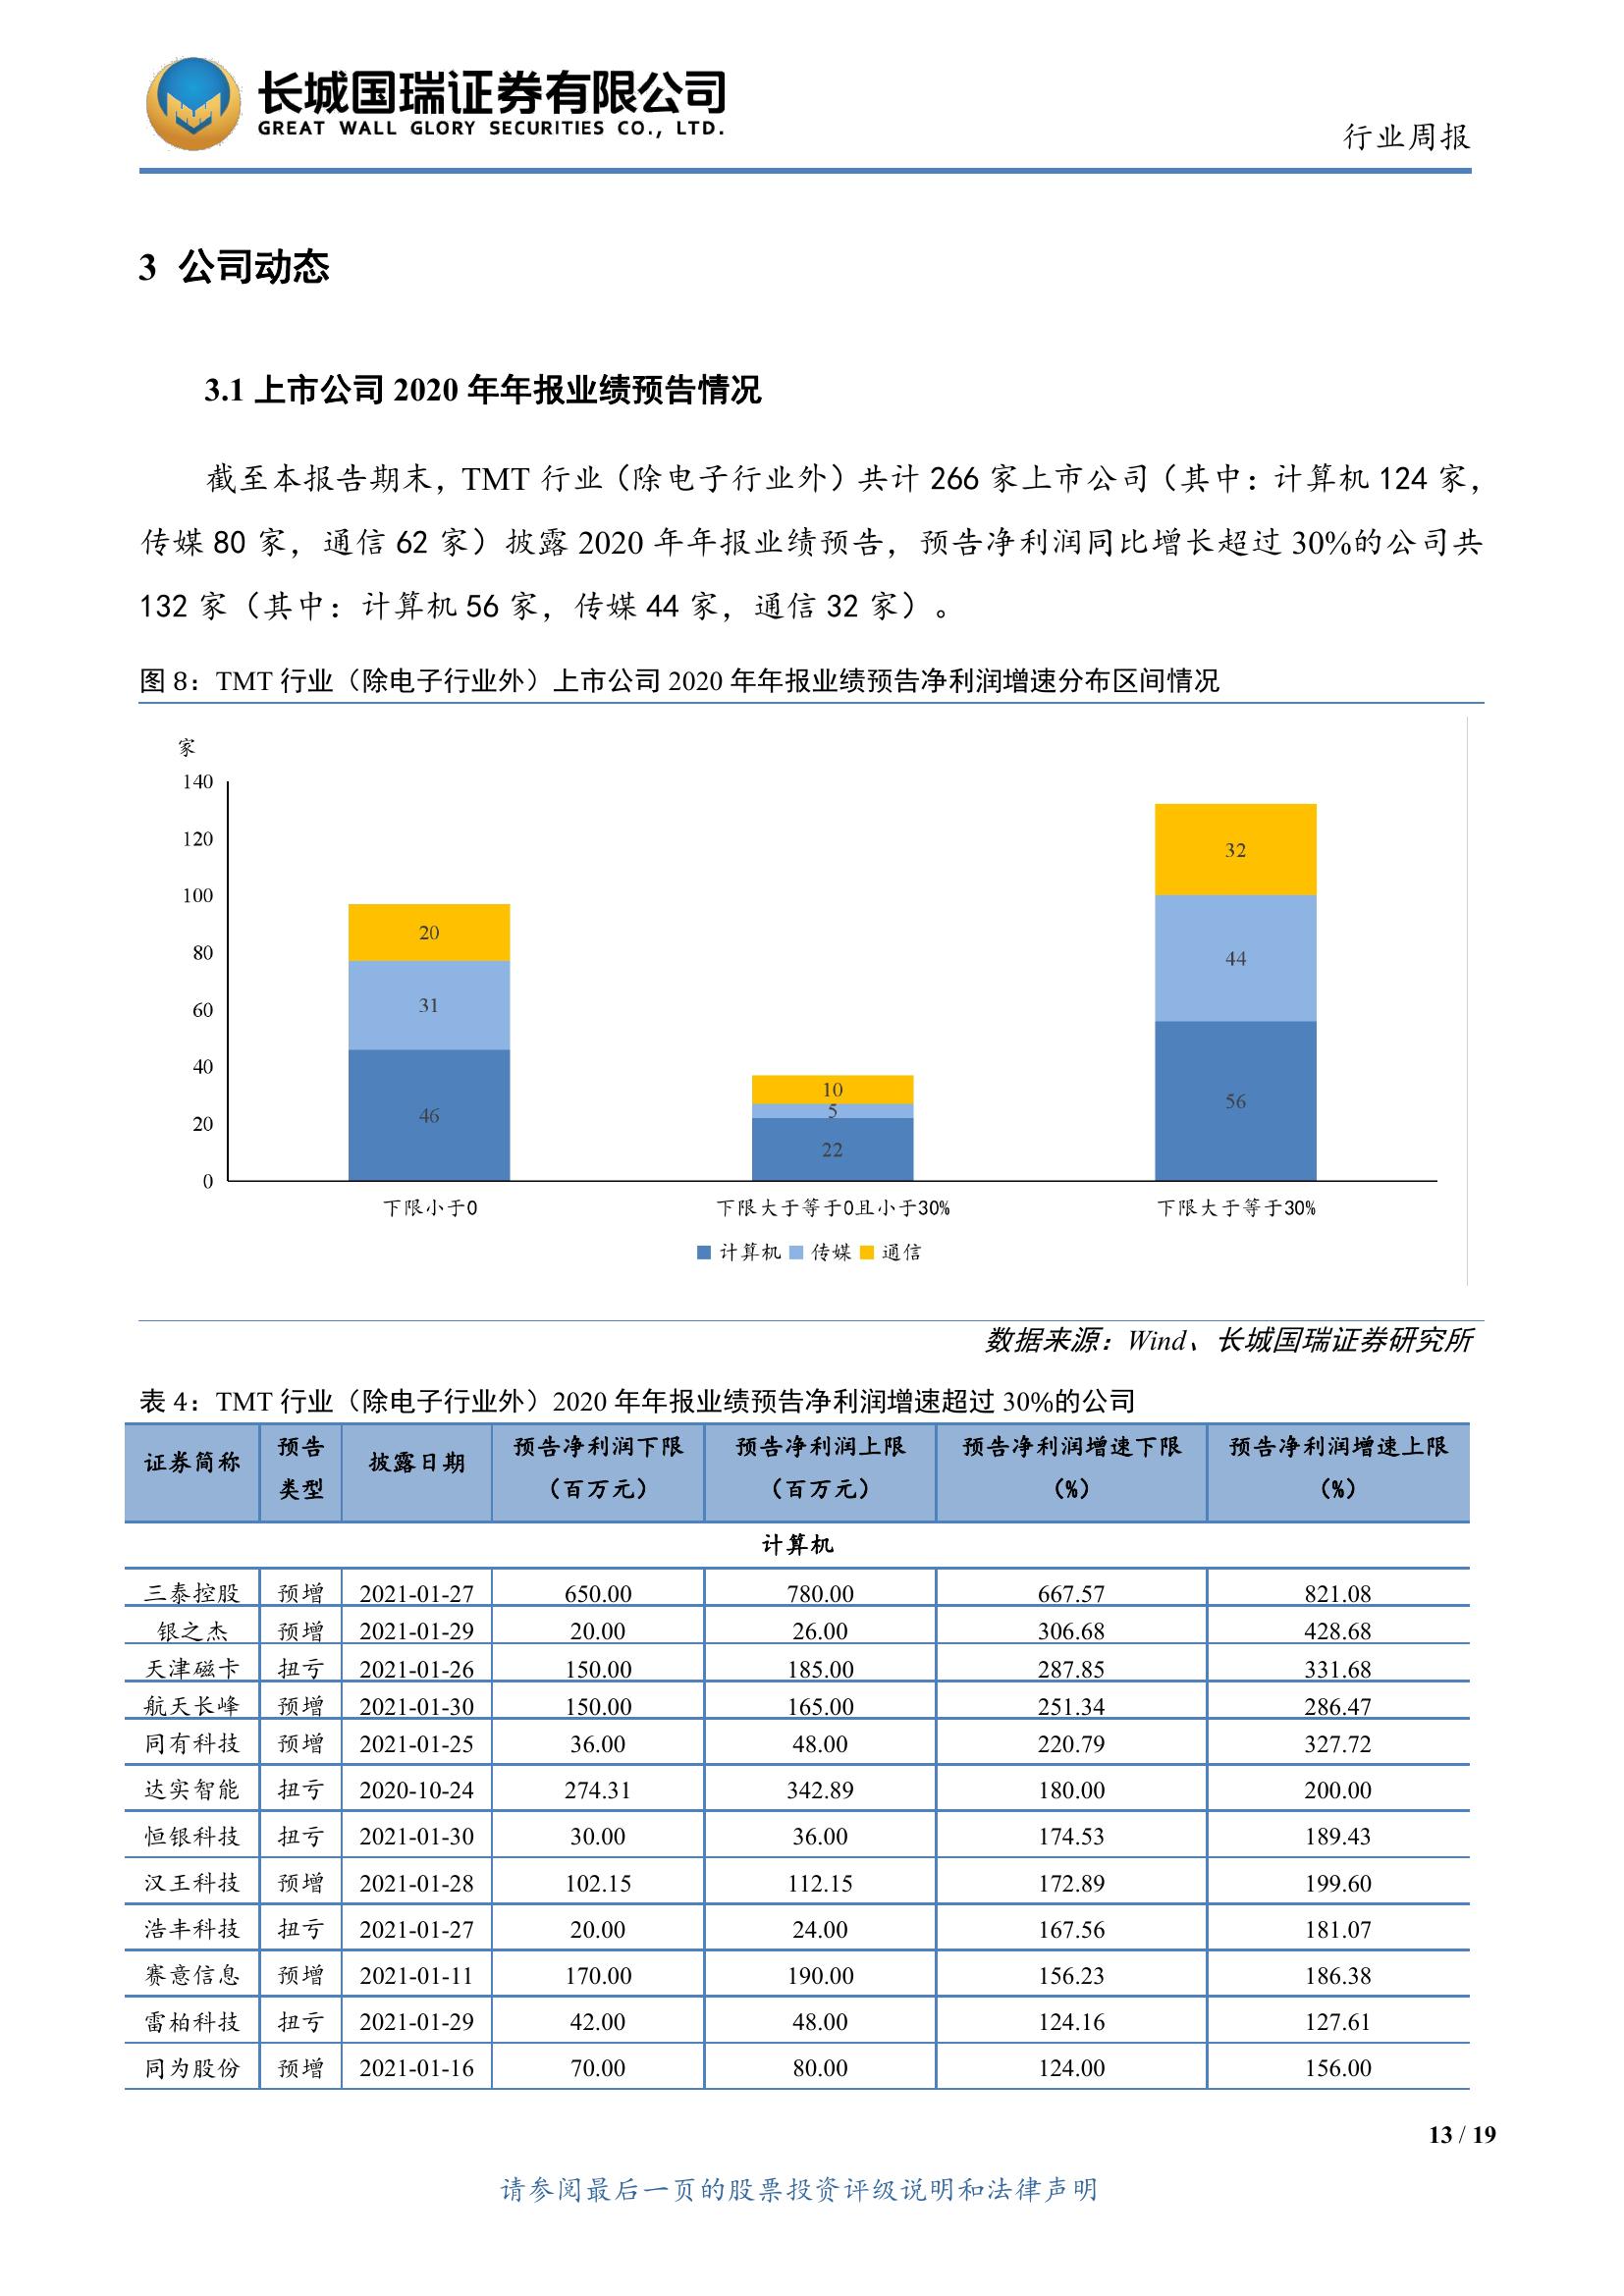 长城国瑞证券有限公司
GREAT WALL GLORY SECURITIES CO., LTD.
行业周报
3 公司动态
3.1 上市公司 2020 年年报业绩预告情况
截至本报告期末，TMT 行业（除电子行业外）共计 266 家上市公司（其中：计算机 124 家，
传媒 80 家，通信 62 家）披露 2020 年年报业绩预告，预告净利润同比增长超过 30%的公司共
132 家（其中：计算机 56 家，传媒 44 家，通信 32 家）。
图 8：TMT 行业（除电子行业外）上市公司 2020 年年报业绩预告净利润增速分布区间情况
家
140
120
100
80
60
40
20
0
20
31
46
10
5
22
32
44
56
下限小于0 下限大于等于0且小于30% 下限大于等于30%
计算机 传媒 通信
数据来源：Wind、长城国瑞证券研究所
表 4：TMT 行业（除电子行业外）2020 年年报业绩预告净利润增速超过 30%的公司
证券简称 预告类型 披露日期 预告净利润下限（百万元） 预告净利润上限（百万元） 预告净利润增速下限（%） 预告净利润增速上限（%）
计算机
三泰控股 预增 2021-01-27 650.00 780.00 667.57 821.08
银之杰 预增 2021-01-29 20.00 26.00 306.68 428.68
天津磁卡 扭亏 2021-01-26 150.00 185.00 287.85 331.68
航天长峰 预增 2021-01-30 150.00 165.00 251.34 286.47
同有科技 预增 2021-01-25 36.00 48.00 220.79 327.72
达实智能 扭亏 2020-10-24 274.31 342.89 180.00 200.00
恒银科技 扭亏 2021-01-30 30.00 36.00 174.53 189.43
汉王科技 预增 2021-01-28 102.15 112.15 172.89 199.60
浩丰科技 扭亏 2021-01-27 20.00 24.00 167.56 181.07
赛意信息 预增 2021-01-11 170.00 190.00 156.23 186.38
雷柏科技 扭亏 2021-01-29 42.00 48.00 124.16 127.61
同为股份 预增 2021-01-16 70.00 80.00 124.00 156.00
13 / 19
请参阅最后一页的股票投资评级说明和法律声明